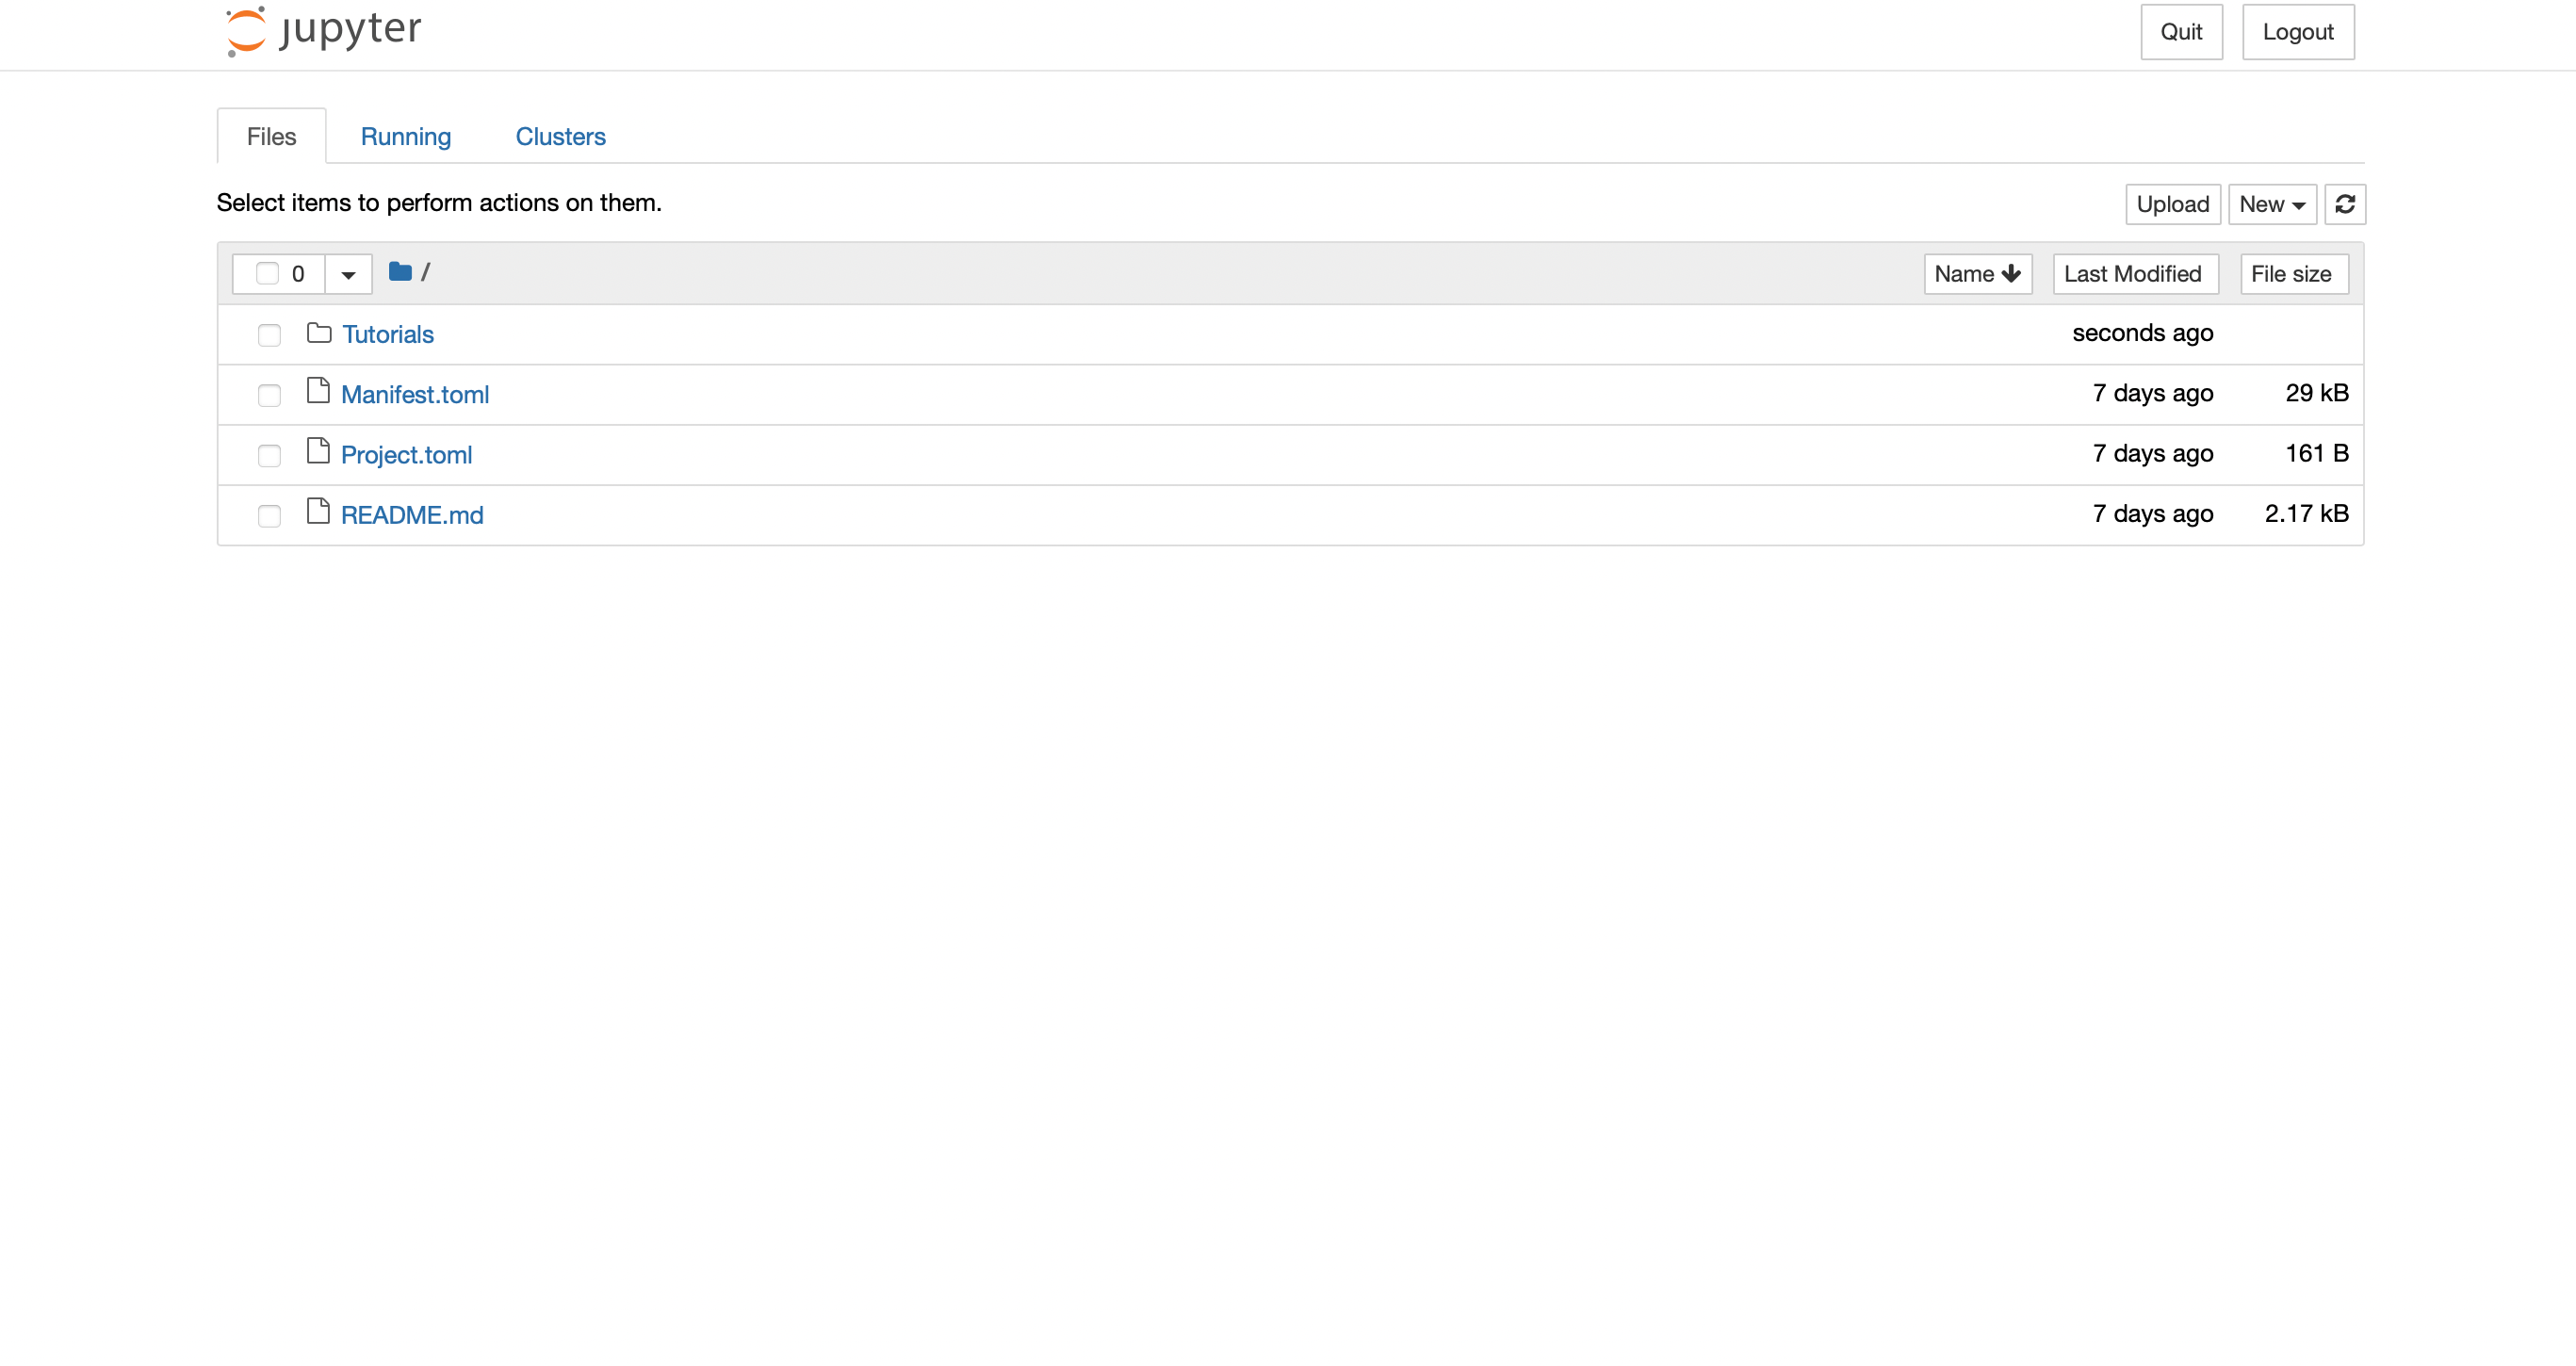 jupyter Quit Logout
Files Running Clusters
Select items to perform actions on them. Upload New
0 / Name Last Modified File size
Tutorials seconds ago
Manifest.toml 7 days ago 29 kB
Project.toml 7 days ago 161 B
README.md 7 days ago 2.17 kB